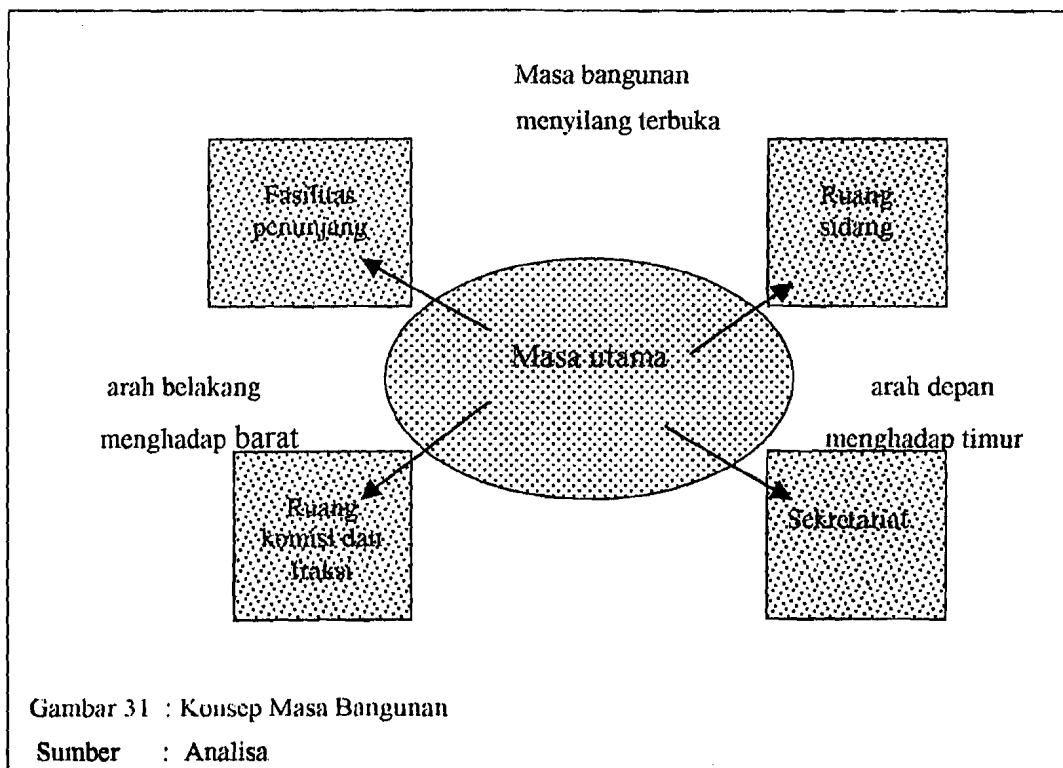 Masa bangunan
menyilang terbuka
Fasilitas
penunjang
Ruang
sidang
Masa utama
arah belakang
menghadap barat
arah depan
menghadap timur
Ruang
komisi dan
fraksi
Sekretariat
Gambar 31 : Konsep Masa Bangunan
Sumber : Analisa